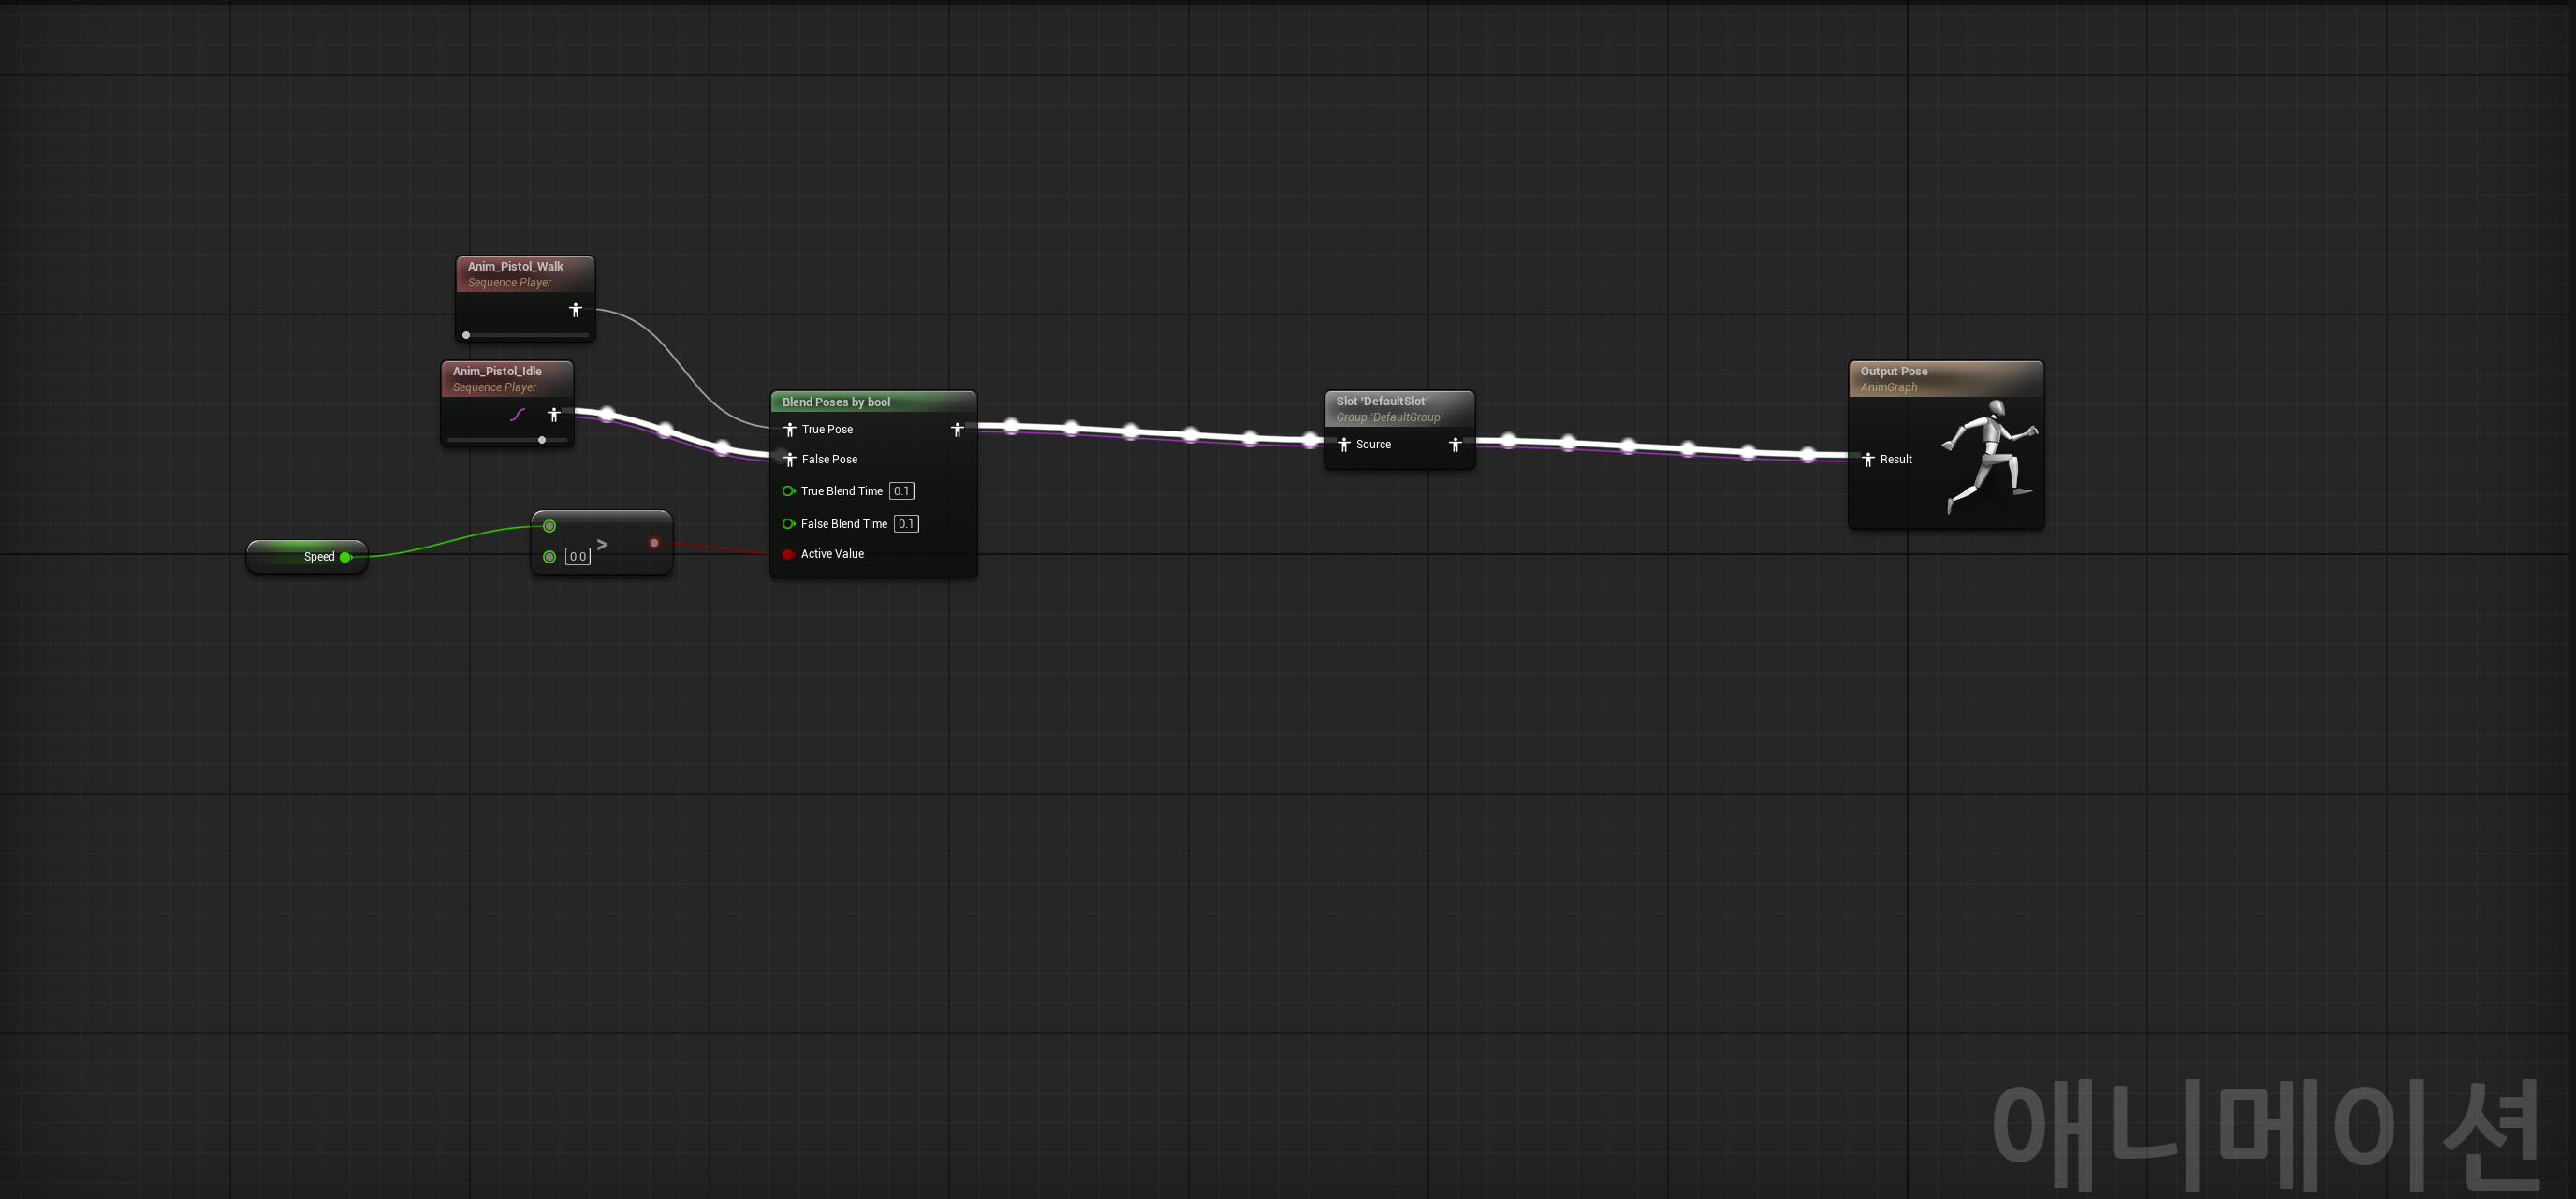 Anim_Pistol_Walk
Sequence Player
Anim_Pistol_Idle
Sequence Player
Speed
0.0
>
Blend Poses by bool
True Pose
False Pose
True Blend Time 0.1
False Blend Time 0.1
Active Value
Slot 'DefaultSlot'
Group 'DefaultGroup'
Source
Output Pose
AnimGraph
Result
애니메이션